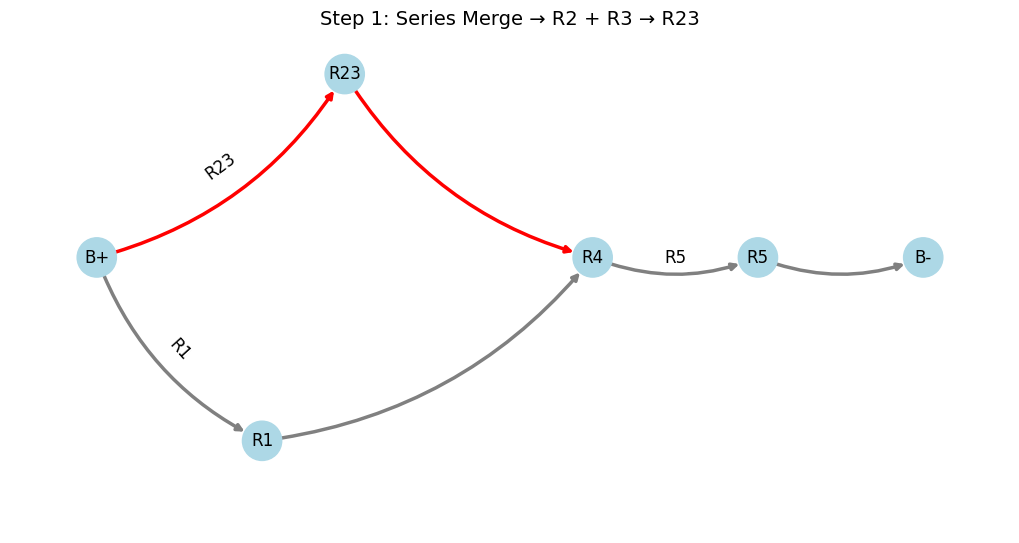 Step 1: Series Merge → R2 + R3 → R23
R23
R23
B+
R4
R5
R5
B-
R1
R1